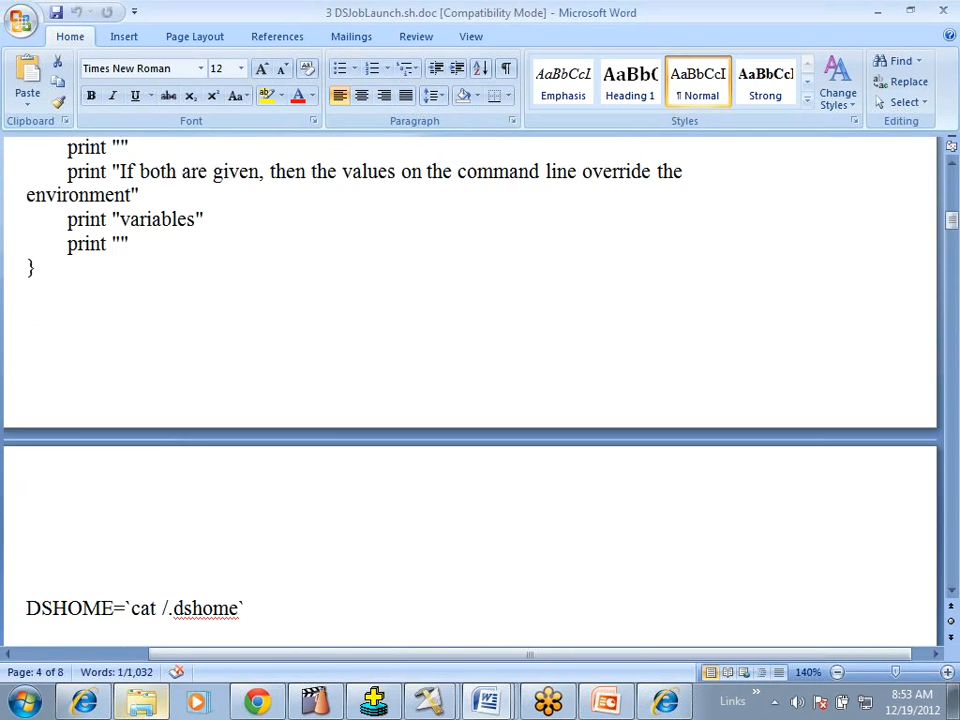 3 DSJobLaunch.sh.doc [Compatibility Mode] - Microsoft Word
Home Insert Page Layout References Mailings Review View
Times New Roman 12
Paste
Clipboard Font Paragraph Styles Editing
AaBbCcI AaBbC AaBbCcI AaBbCc
Emphasis Heading 1 ¶ Normal Strong
Change Styles
Find
Replace
Select
print ""
print "If both are given, then the values on the command line override the
environment"
print "variables"
print ""
}
DSHOME=`cat /.dshome`
Page: 4 of 8 Words: 1/1,032 140%
Links 8:53 AM
12/19/2012